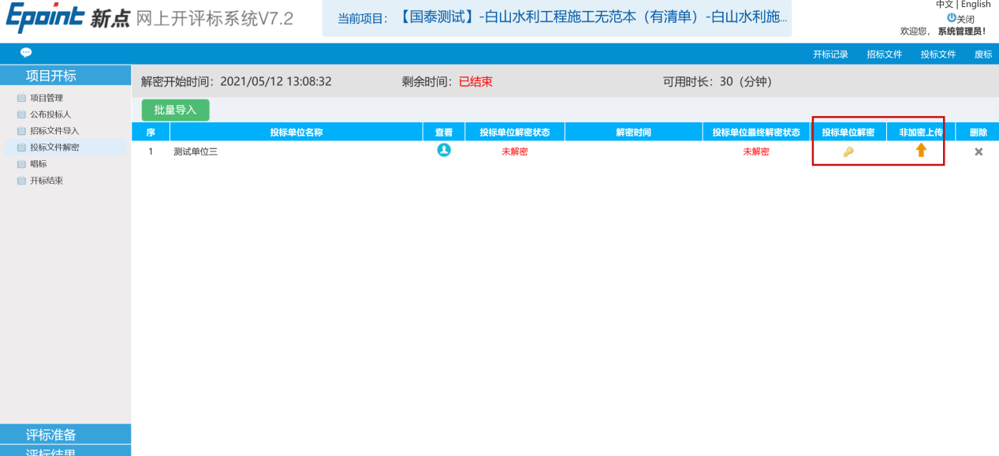 Epoint 新点 网上开评标系统V7.2
当前项目: 【国泰测试】-白山水利工程施工无范本（有清单）-白山水利施...
中文 | English
关闭
欢迎您, 系统管理员!
开标记录 招标文件 投标文件 废标
项目开标
项目管理
公布投标人
招标文件导入
投标文件解密
唱标
开标结束
评标准备
评标结果
解密开始时间: 2021/05/12 13:08:32 剩余时间: 已结束 可用时长: 30（分钟）
批量导入
序 投标单位名称 查看 投标单位解密状态 解密时间 投标单位最终解密状态 投标单位解密 非加密上传 删除
1 测试单位三 未解密 未解密